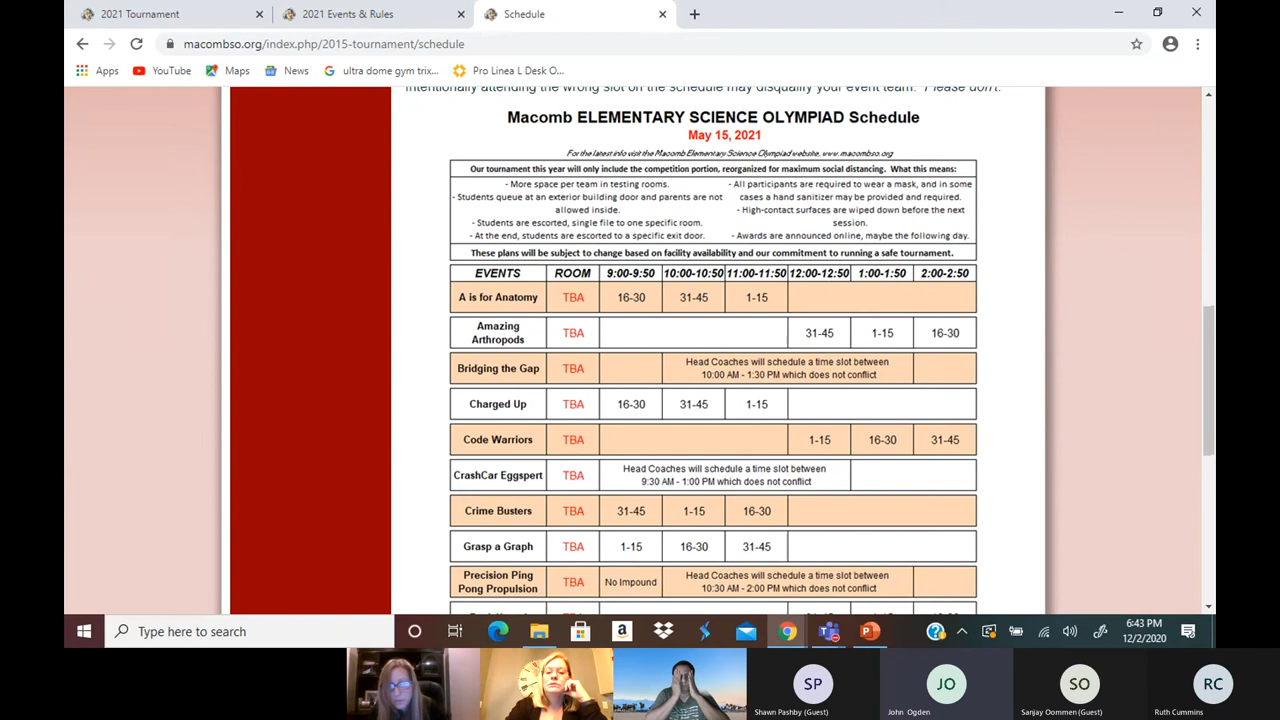 2021 Tournament
2021 Events & Rules
Schedule
macombso.org/index.php/2015-tournament/schedule
Apps
YouTube
Maps
News
ultra dome gym trix...
Pro Linea L Desk O...
Intentionally attending the wrong slot on the schedule may disqualify your event team. Please don't.
Macomb ELEMENTARY SCIENCE OLYMPIAD Schedule
May 15, 2021
For the latest info visit the Macomb Elementary Science Olympiad website, www.macombso.org
Our tournament this year will only include the competition portion, reorganized for maximum social distancing. What this means:
- More space per team in testing rooms.
- Students queue at an exterior building door and parents are not
allowed inside.
- Students are escorted, single file to one specific room.
- At the end, students are escorted to a specific exit door.
- All participants are required to wear a mask, and in some
cases a hand sanitizer may be provided and required.
- High-contact surfaces are wiped down before the next
session.
- Awards are announced online, maybe the following day.
These plans will be subject to change based on facility availability and our commitment to running a safe tournament.
EVENTS ROOM 9:00-9:50 10:00-10:50 11:00-11:50 12:00-12:50 1:00-1:50 2:00-2:50
A is for Anatomy TBA 16-30 31-45 1-15
Amazing
Arthropods TBA 31-45 1-15 16-30
Bridging the Gap TBA Head Coaches will schedule a time slot between
10:00 AM - 1:30 PM which does not conflict
Charged Up TBA 16-30 31-45 1-15
Code Warriors TBA 1-15 16-30 31-45
CrashCar Eggspert TBA Head Coaches will schedule a time slot between
9:30 AM - 1:00 PM which does not conflict
Crime Busters TBA 31-45 1-15 16-30
Grasp a Graph TBA 1-15 16-30 31-45
Precision Ping
Pong Propulsion TBA No Impound Head Coaches will schedule a time slot between
10:30 AM - 2:00 PM which does not conflict
Type here to search
6:43 PM
12/2/2020
SP
Shawn Pashby (Guest)
JO
John Ogden
SO
Sanjay Oommen (Guest)
RC
Ruth Cummins